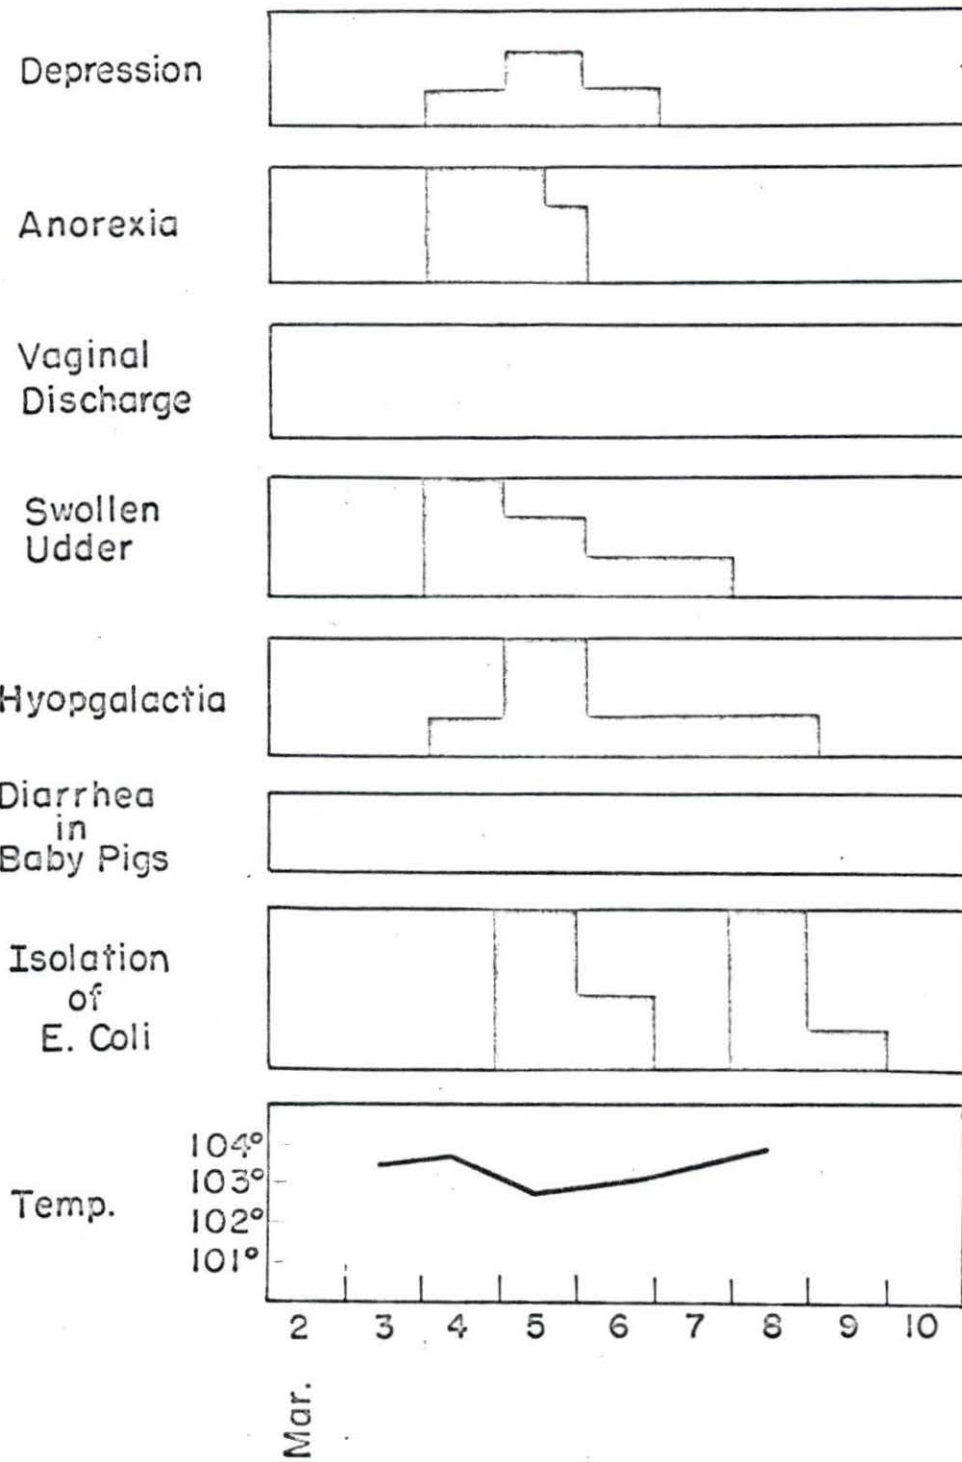 Depression
Anorexia
Vaginal
Discharge
Swollen
Udder
Hyopgalactia
Diarrhea
in
Baby Pigs
Isolation
of
E. Coli
Temp.
104°
103°
102°
101°
2 3 4 5 6 7 8 9 10
Mar.